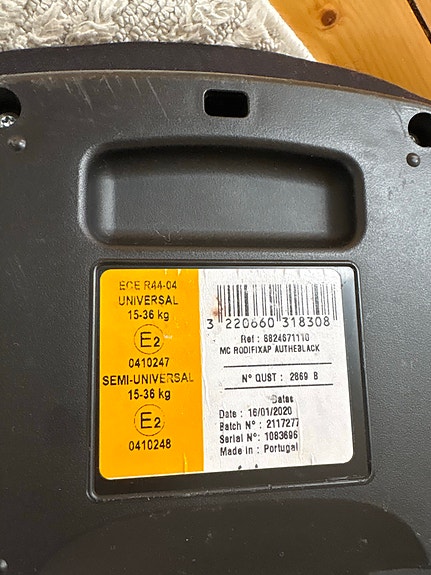 ECE R44-04
UNIVERSAL
15-36 kg
E2
0410247
SEMI-UNIVERSAL
15-36 kg
E2
0410248
3 220660 318308
Ref : 8824671110
MC RODIFIXAP AUTHEBLACK
N° QUST : 2869 B
Dates
Date : 16/01/2020
Batch N° : 2117277
Serial N° : 1083696
Made in : Portugal